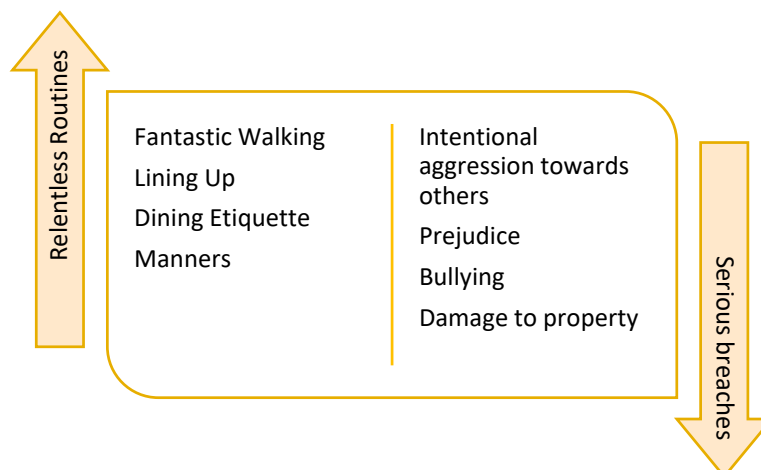 Relentless Routines
Fantastic Walking
Lining Up
Dining Etiquette
Manners
Intentional
aggression towards
others
Prejudice
Bullying
Damage to property
Serious breaches